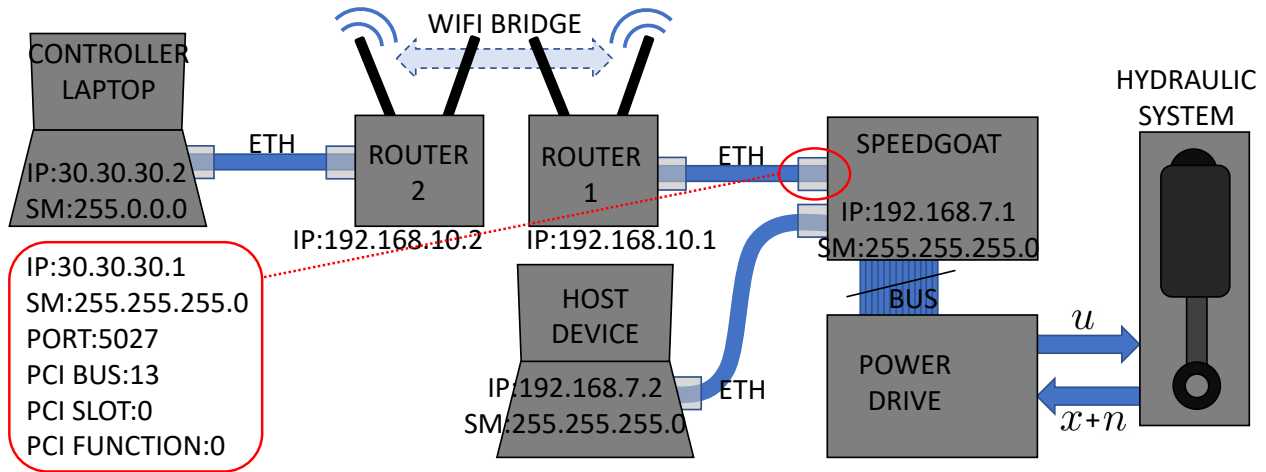 WIFI BRIDGE
CONTROLLER
LAPTOP
HYDRAULIC
SYSTEM
ETH
ROUTER
2
ROUTER
1
ETH
SPEEDGOAT
IP:30.30.30.2
SM:255.0.0.0
IP:192.168.10.2
IP:192.168.10.1
IP:192.168.7.1
SM:255.255.255.0
IP:30.30.30.1
SM:255.255.255.0
PORT:5027
PCI BUS:13
PCI SLOT:0
PCI FUNCTION:0
HOST
DEVICE
IP:192.168.7.2
SM:255.255.255.0
ETH
BUS
POWER
DRIVE
u
x+n